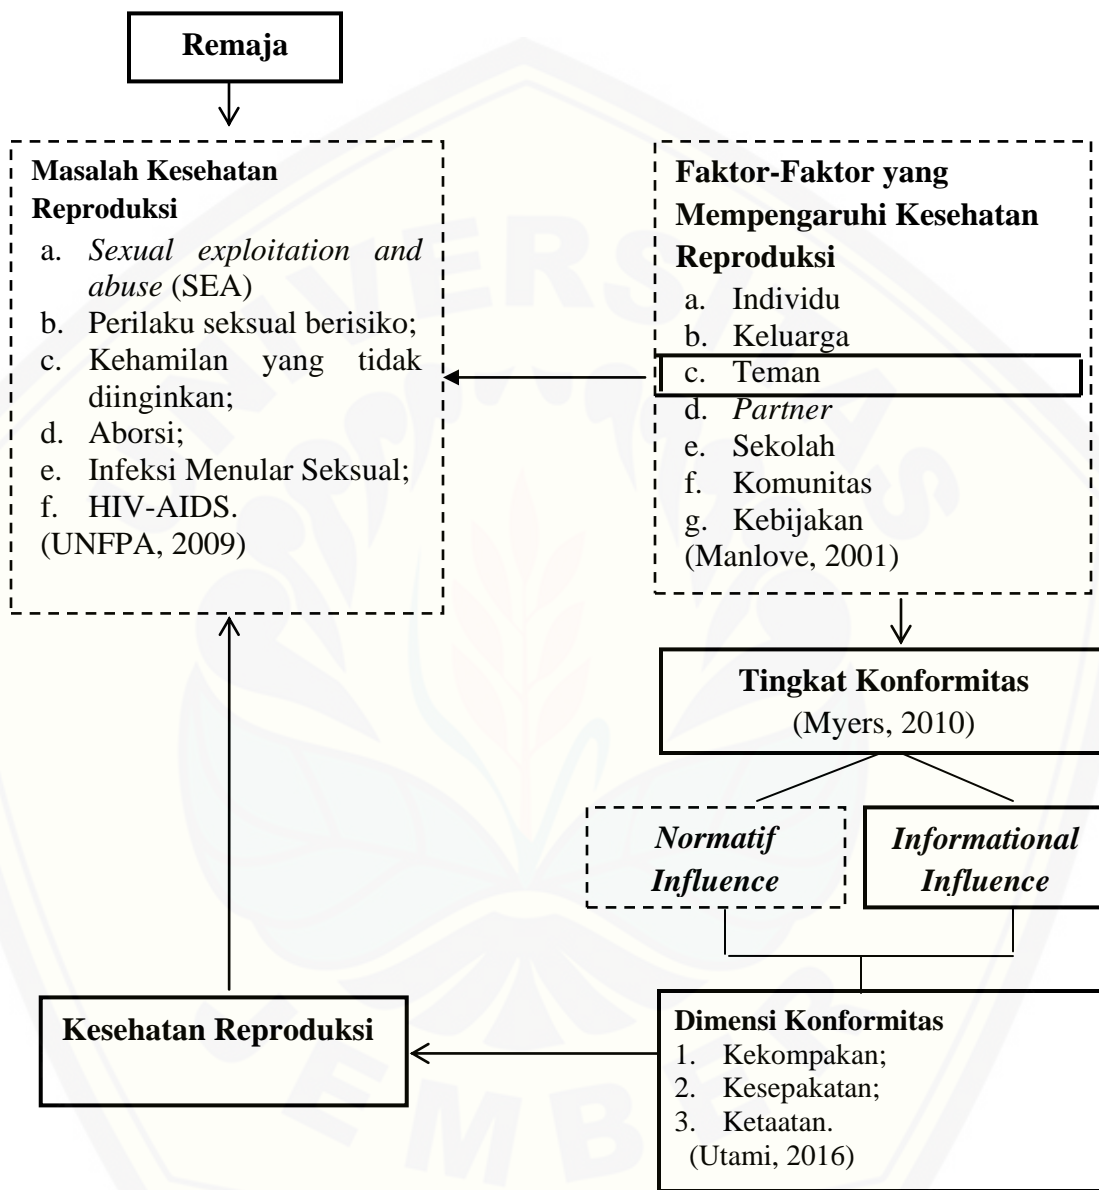 Remaja
Masalah Kesehatan
Reproduksi
a. Sexual exploitation and
abuse (SEA)
b. Perilaku seksual berisiko;
c. Kehamilan yang tidak
diinginkan;
d. Aborsi;
e. Infeksi Menular Seksual;
f. HIV-AIDS.
(UNFPA, 2009)
Faktor-Faktor yang
Mempengaruhi Kesehatan
Reproduksi
a. Individu
b. Keluarga
c. Teman
d. Partner
e. Sekolah
f. Komunitas
g. Kebijakan
(Manlove, 2001)
Tingkat Konformitas
(Myers, 2010)
Normatif
Influence
Informational
Influence
Kesehatan Reproduksi
Dimensi Konformitas
1. Kekompakan;
2. Kesepakatan;
3. Ketaatan.
(Utami, 2016)
UNIVERSITAS
JEMBER